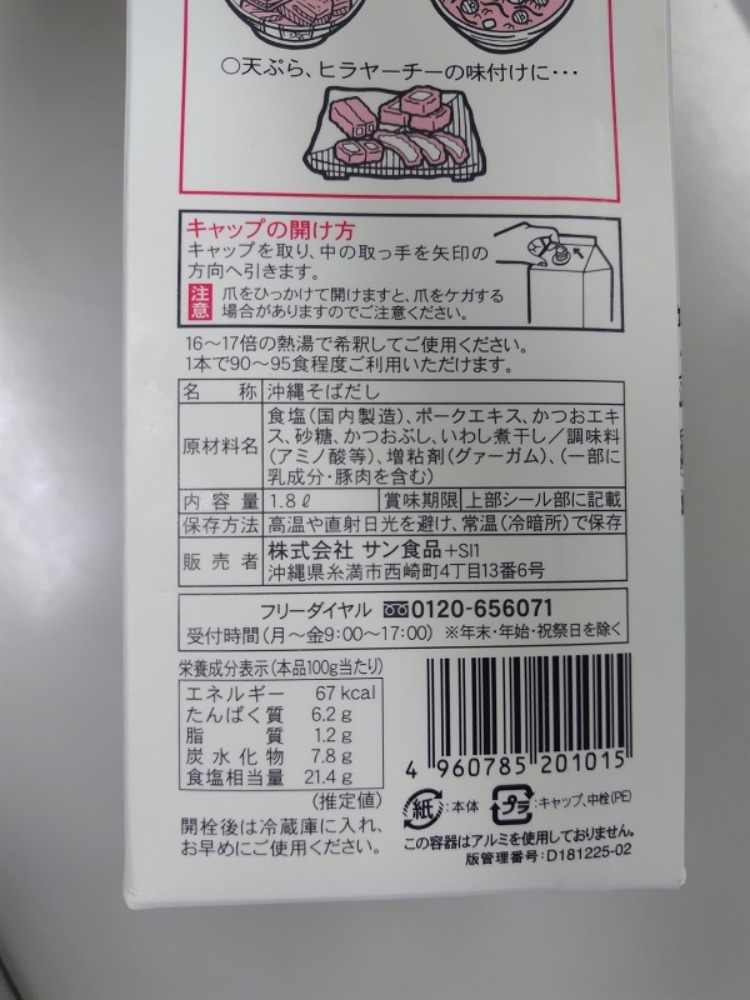 ○天ぷら、ヒラヤーチーの味付けに・・・
キャップの開け方
キャップを取り、中の取っ手を矢印の
方向へ引きます。
注意
爪をひっかけて開けますと、爪をケガする
場合がありますのでご注意ください。
16〜17倍の熱湯で希釈してご使用ください。
1本で90〜95食程度ご利用いただけます。
名称 沖縄そばだし
原材料名 食塩(国内製造)、ポークエキス、かつおエキ
ス、砂糖、かつおぶし、いわし煮干し／調味料
(アミノ酸等)、増粘剤(グァーガム)、(一部に
乳成分・豚肉を含む)
内容量 1.8ℓ 賞味期限 上部シール部に記載
保存方法 高温や直射日光を避け、常温(冷暗所)で保存
販売者 株式会社 サン食品+SI1
沖縄県糸満市西崎町4丁目13番6号
フリーダイヤル 0120-656071
受付時間(月〜金9:00〜17:00) ※年末・年始・祝祭日を除く
栄養成分表示(本品100g当たり)
エネルギー 67kcal
たんぱく質 6.2g
脂質 1.2g
炭水化物 7.8g
食塩相当量 21.4g
(推定値)
開栓後は冷蔵庫に入れ、
お早めにご使用ください。
4 960785 201015
紙:本体 プラ:キャップ、中栓(PE)
この容器はアルミを使用しておりません。
版管理番号:D181225-02